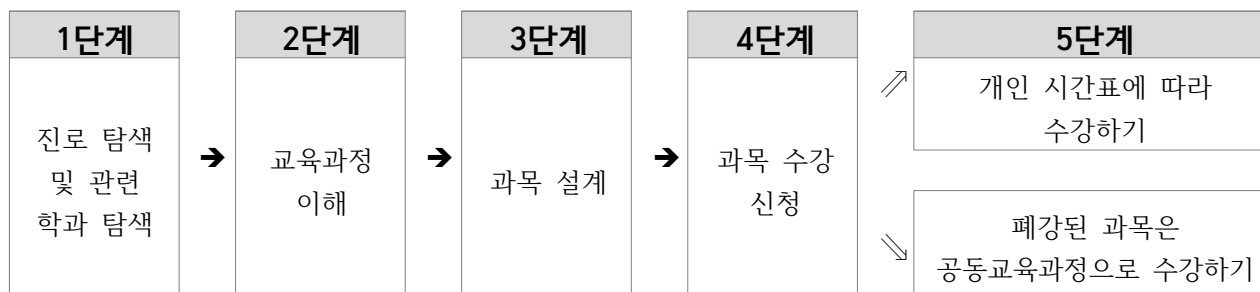 1단계
진로 탐색
및 관련
학과 탐색
➔
2단계
교육과정
이해
➔
3단계
과목 설계
➔
4단계
과목 수강
신청
⇗
⇘
5단계
개인 시간표에 따라
수강하기
폐강된 과목은
공동교육과정으로 수강하기